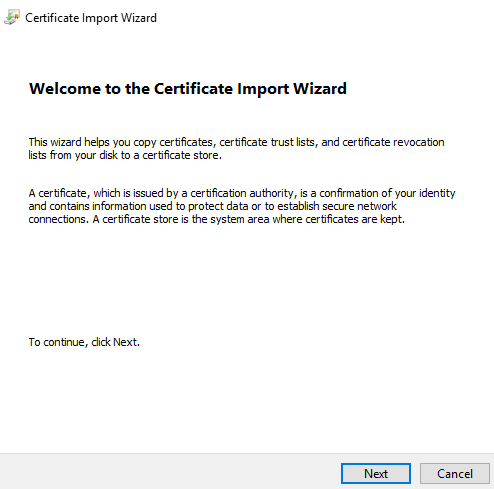 Certificate Import Wizard
Welcome to the Certificate Import Wizard
This wizard helps you copy certificates, certificate trust lists, and certificate revocation
lists from your disk to a certificate store.
A certificate, which is issued by a certification authority, is a confirmation of your identity
and contains information used to protect data or to establish secure network
connections. A certificate store is the system area where certificates are kept.
To continue, click Next.
Next
Cancel